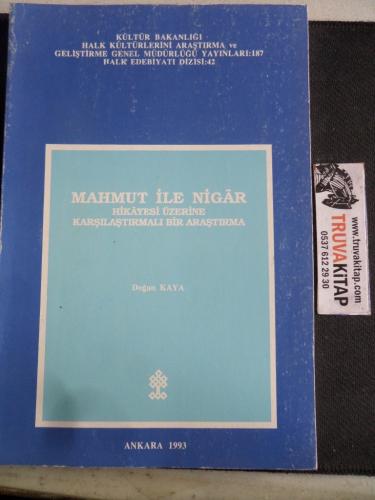 KÜLTÜR BAKANLIĞI
HALK KÜLTÜRLERİNİ ARAŞTIRMA ve
GELİŞTİRME GENEL MÜDÜRLÜĞÜ YAYINLARI:187
HALK EDEBİYATI DİZİSİ:42
MAHMUT İLE NİGÂR
HİKÂYESİ ÜZERİNE
KARŞILAŞTIRMALI BİR ARAŞTIRMA
Doğan KAYA
ANKARA 1993
www.truvakitap.com
TRUVAKİTAP
0537 612 29 30